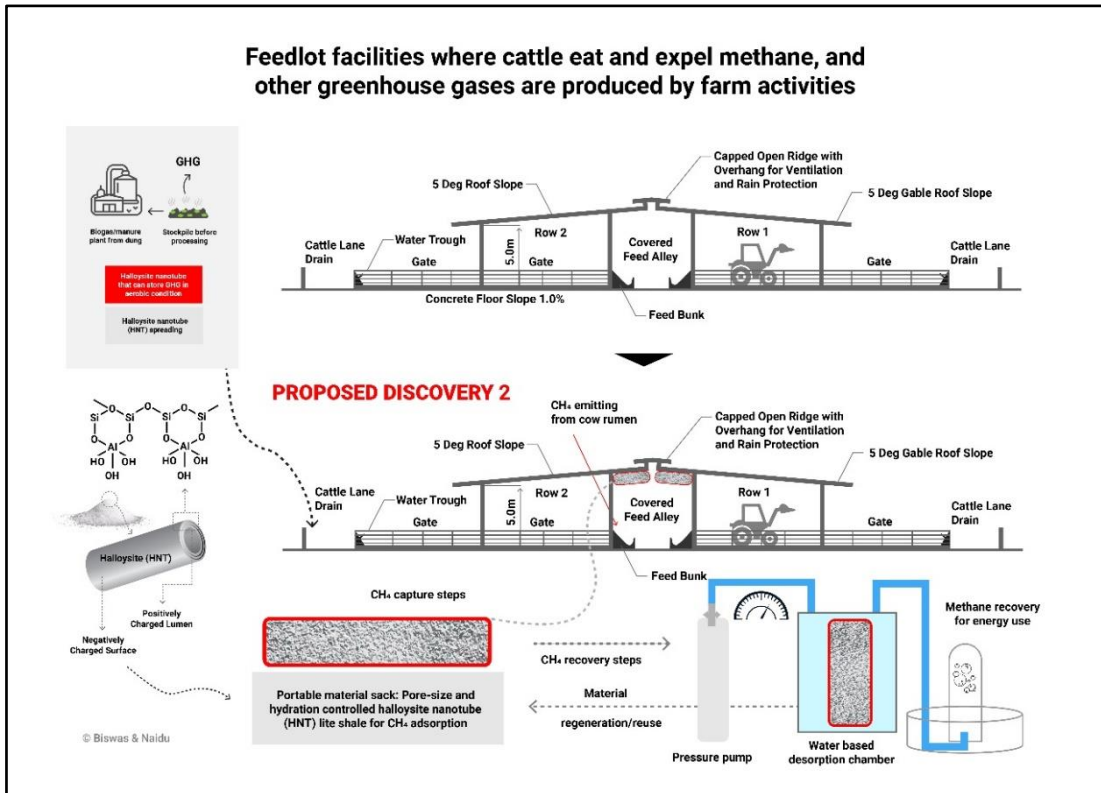 Feedlot facilities where cattle eat and expel methane, and
other greenhouse gases are produced by farm activities
GHG
Biogas/manure
plant from dung
Stockpile before
processing
Halloysite nanotube
that can store GHG in
aerobic condition
Halloysite nanotube
(HNT) spreading
Capped Open Ridge with
Overhang for Ventilation
and Rain Protection
5 Deg Roof Slope
5 Deg Gable Roof Slope
Cattle Lane
Drain
Water Trough
Gate
5.0m
Row 2
Gate
Covered
Feed Alley
Row 1
Gate
Cattle Lane
Drain
Concrete Floor Slope 1.0%
Feed Bunk
PROPOSED DISCOVERY 2
CH₄ emitting
from cow rumen
Capped Open Ridge with
Overhang for Ventilation
and Rain Protection
5 Deg Roof Slope
5 Deg Gable Roof Slope
Cattle Lane
Drain
Water Trough
Gate
5.0m
Row 2
Gate
Covered
Feed Alley
Row 1
Gate
Cattle Lane
Drain
Feed Bunk
Si O Si O Si O Si
O O O O
O O O O
Al Al
HO OH HO OH
OH OH
Halloysite (HNT)
Positively
Charged Lumen
Negatively
Charged Surface
CH₄ capture steps
Portable material sack: Pore-size and
hydration controlled halloysite nanotube
(HNT) lite shale for CH₄ adsorption
CH₄ recovery steps
Material
regeneration/reuse
Pressure pump
Water based
desorption chamber
Methane recovery
for energy use
© Biswas & Naidu